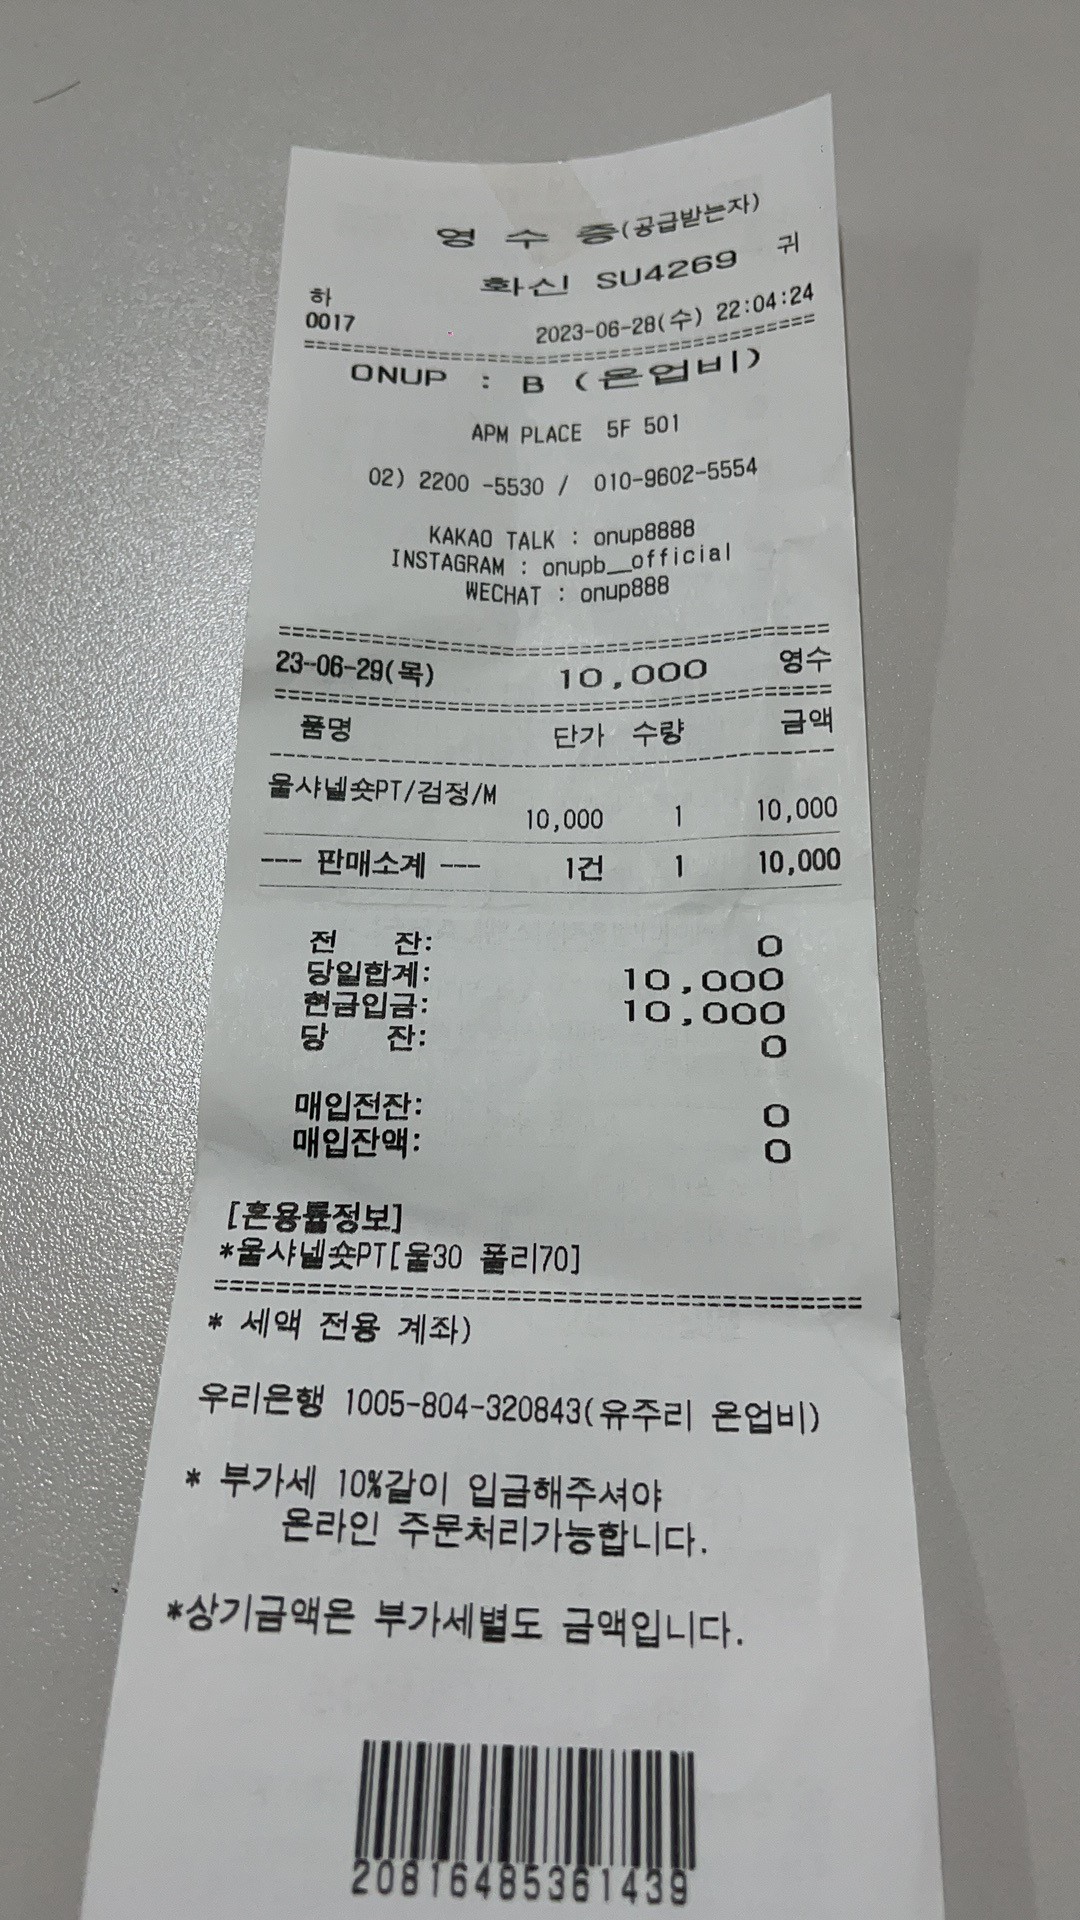 영 수 증(공급받는자)
화신 SU4269 귀
하
0017 2023-06-28(수) 22:04:24
==========================================
ONUP : B (온업비)
APM PLACE 5F 501
02) 2200 -5530 / 010-9602-5554
KAKAO TALK : onup8888
INSTAGRAM : onupb__official
WECHAT : onup888
==========================================
23-06-29(목) 10,000 영수
==========================================
품명 단가 수량 금액
------------------------------------------
울샤넬숏PT/검정/M
10,000 1 10,000
--- 판매소계 --- 1건 1 10,000
전 잔: 0
당일합계: 10,000
현금입금: 10,000
당 잔: 0
매입전잔: 0
매입잔액: 0
[혼용률정보]
*울샤넬숏PT[울30 폴리70]
==========================================
* 세액 전용 계좌)
우리은행 1005-804-320843(유주리 온업비)
* 부가세 10%같이 입금해주셔야
온라인 주문처리가능합니다.
*상기금액은 부가세별도 금액입니다.
20816485361439